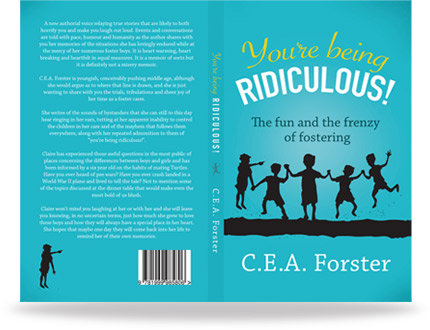 A new authorial voice relaying true stories that are likely to both
horrify you and make you laugh out loud. Events and conversations
are told with pace, humour and humanity as the author shares with
you her memories of the situations she has lovingly endured while at
the mercy of her numerous foster boys. It is heart warming, heart
breaking and heartfelt in equal measures. It is a memoir of sorts but
it is definitely not a misery memoir.
C.E.A. Forster is youngish, conceivably pushing middle age, although
she would argue as to where that line is drawn, and she is just
wanting to share with you the trials, tribulations and sheer joy of
her time as a foster carer.
She writes of the sounds of bystanders that she can still to this day
hear ringing in her ears, tutting at her apparent inability to control
the children in her care and of the mayhem that follows them
everywhere, along with her repeated admonition to them of
"you're being ridiculous!".
Claire has experienced those awful questions in the most public of
places concerning the differences between boys and girls and has
been informed by a six year old on the habits of mating Turtles.
Have you ever heard of pee wars? Have you ever crash landed in a
World War II plane and lived to tell the tale? Not to mention some
of the topics discussed at the dinner table that would make even the
most bold of us blush.
Claire won't mind you laughing at her or with her and she will leave
you knowing, in no uncertain terms, just how much she grew to love
these boys and how they will always have a special place in her heart.
She hopes that maybe one day they will come back into her life to
remind her of their own memories.
You're being RIDICULOUS!
C.E.A. Forster
You're being
RIDICULOUS!
The fun and the frenzy
of fostering
C.E.A. Forster